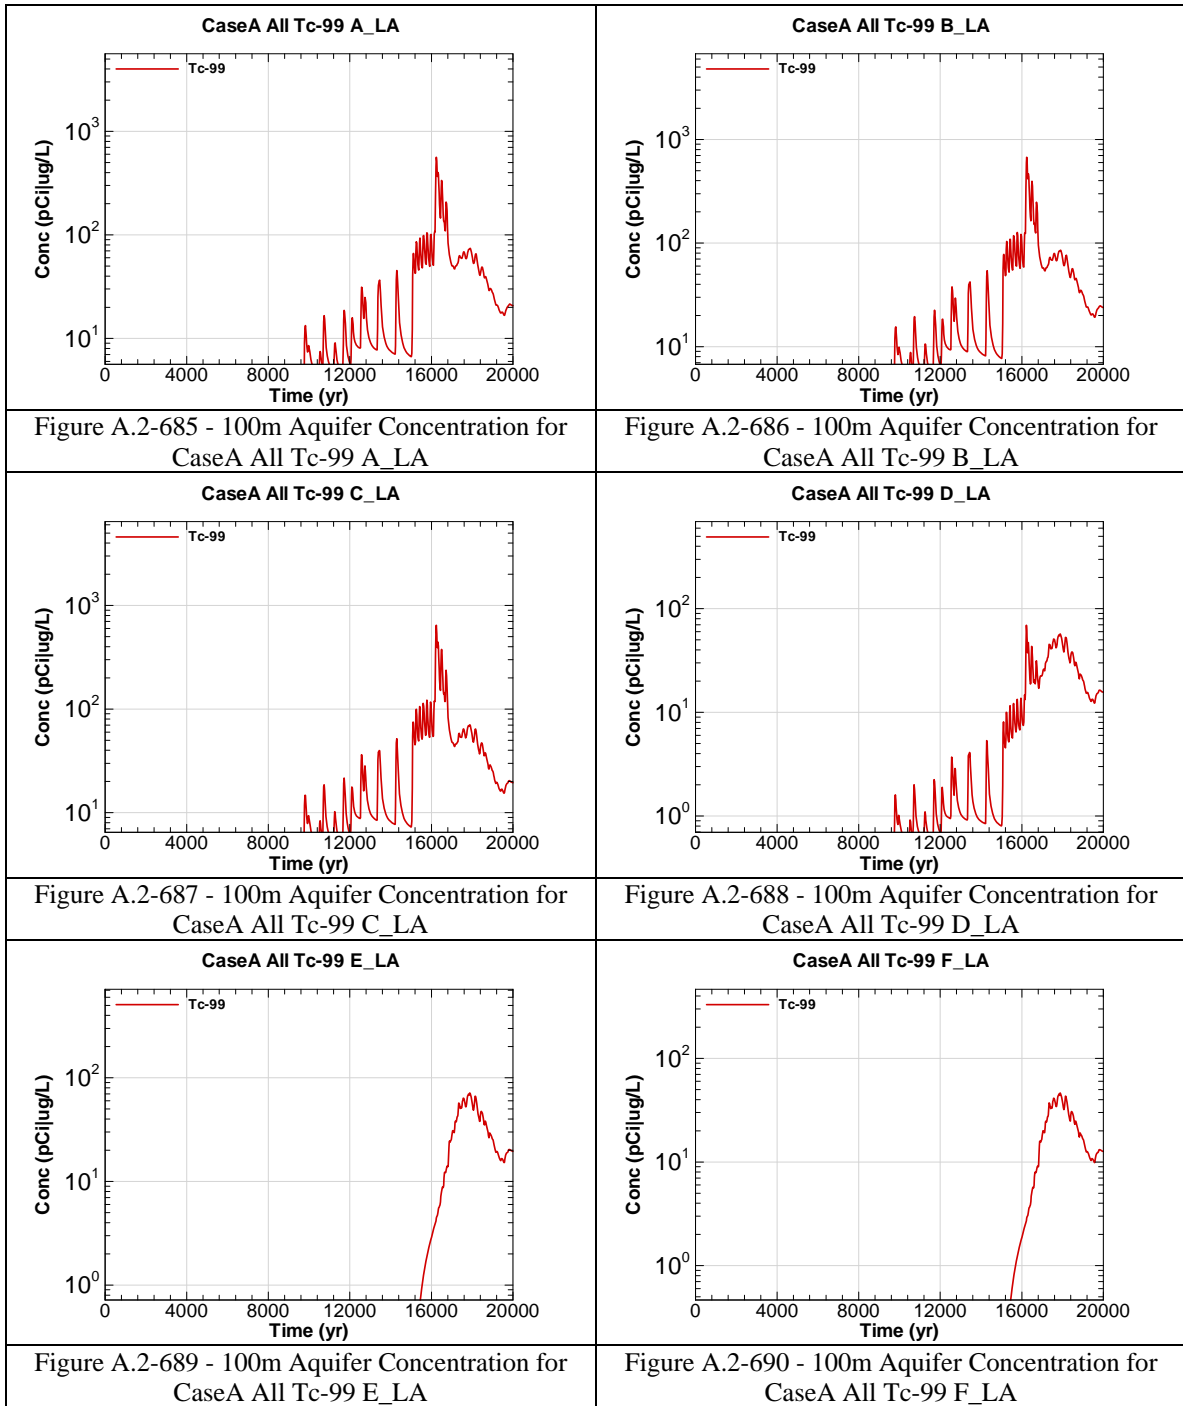 CaseA All Tc-99 A_LA
Tc-99
Conc (pCi|ug/L)
10^3
10^2
10^1
0 4000 8000 12000 16000 20000
Time (yr)
Figure A.2-685 - 100m Aquifer Concentration for
CaseA All Tc-99 A_LA
CaseA All Tc-99 B_LA
Tc-99
Conc (pCi|ug/L)
10^3
10^2
10^1
0 4000 8000 12000 16000 20000
Time (yr)
Figure A.2-686 - 100m Aquifer Concentration for
CaseA All Tc-99 B_LA
CaseA All Tc-99 C_LA
Tc-99
Conc (pCi|ug/L)
10^3
10^2
10^1
0 4000 8000 12000 16000 20000
Time (yr)
Figure A.2-687 - 100m Aquifer Concentration for
CaseA All Tc-99 C_LA
CaseA All Tc-99 D_LA
Tc-99
Conc (pCi|ug/L)
10^2
10^1
10^0
0 4000 8000 12000 16000 20000
Time (yr)
Figure A.2-688 - 100m Aquifer Concentration for
CaseA All Tc-99 D_LA
CaseA All Tc-99 E_LA
Tc-99
Conc (pCi|ug/L)
10^2
10^1
10^0
0 4000 8000 12000 16000 20000
Time (yr)
Figure A.2-689 - 100m Aquifer Concentration for
CaseA All Tc-99 E_LA
CaseA All Tc-99 F_LA
Tc-99
Conc (pCi|ug/L)
10^2
10^1
10^0
0 4000 8000 12000 16000 20000
Time (yr)
Figure A.2-690 - 100m Aquifer Concentration for
CaseA All Tc-99 F_LA